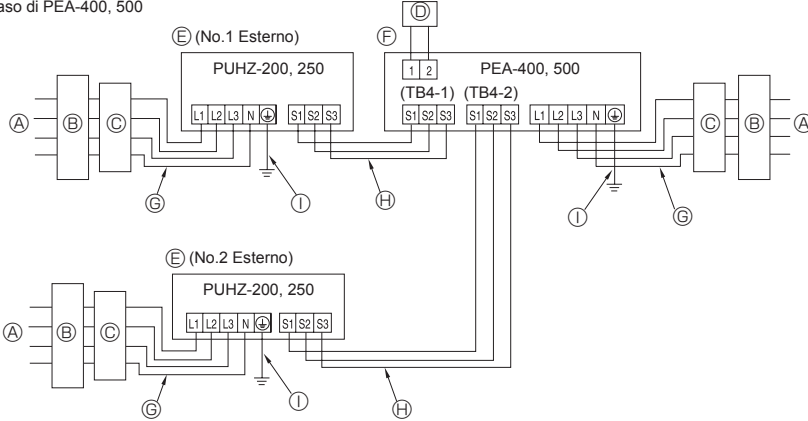 aso di PEA-400, 500
D
E (No.1 Esterno)
F
PUHZ-200, 250
1 2
PEA-400, 500
(TB4-1) (TB4-2)
L1 L2 L3 N ⏚ S1 S2 S3
S1 S2 S3 S1 S2 S3 L1 L2 L3 N ⏚
A B C
C B A
G I H
I G
E (No.2 Esterno)
PUHZ-200, 250
L1 L2 L3 N ⏚ S1 S2 S3
A B C
G I H